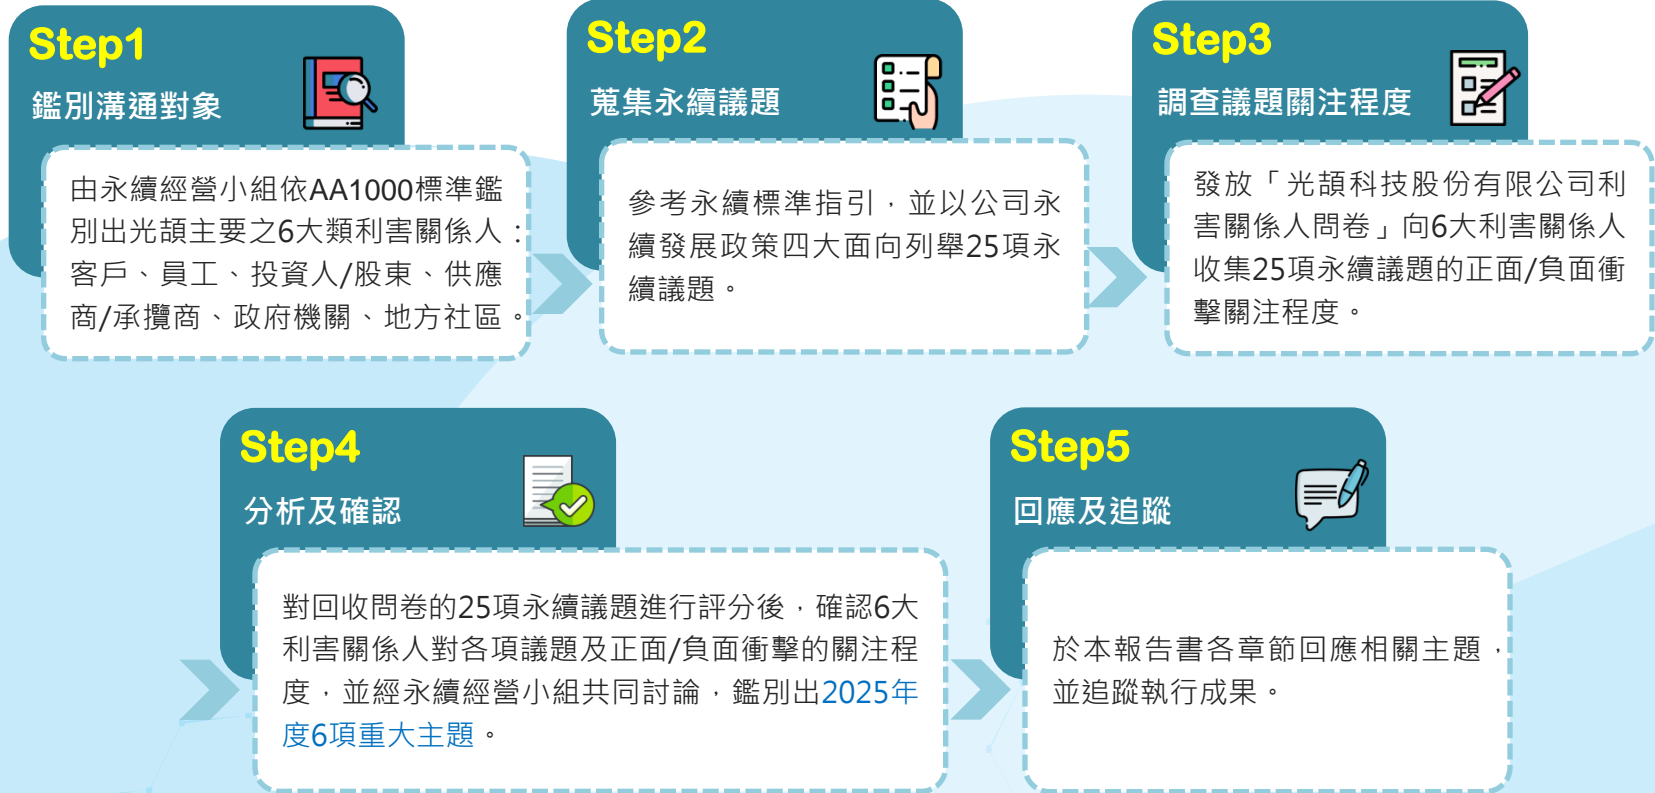 Step1
鑑別溝通對象
由永續經營小組依AA1000標準鑑
別出光頡主要之6大類利害關係人：
客戶、員工、投資人/股東、供應
商/承攬商、政府機關、地方社區。
Step2
蒐集永續議題
參考永續標準指引，並以公司永
續發展政策四大面向列舉25項永
續議題。
Step3
調查議題關注程度
發放「光頡科技股份有限公司利
害關係人問卷」向6大利害關係人
收集25項永續議題的正面/負面衝
擊關注程度。
Step4
分析及確認
對回收問卷的25項永續議題進行評分後，確認6大
利害關係人對各項議題及正面/負面衝擊的關注程
度，並經永續經營小組共同討論，鑑別出2025年
度6項重大主題。
Step5
回應及追蹤
於本報告書各章節回應相關主題，
並追蹤執行成果。